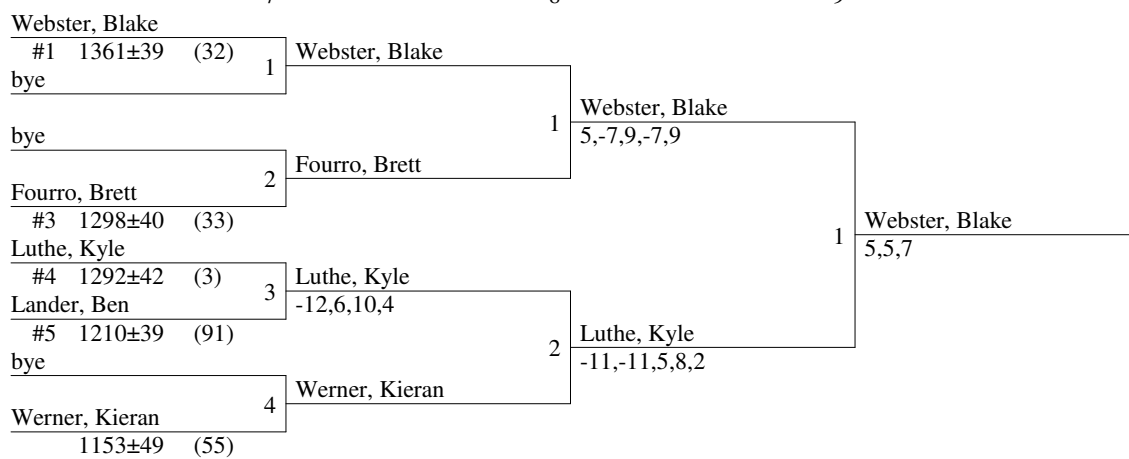 Webster, Blake
#1 1361±39 (32)
bye
1
Webster, Blake
bye
Fourro, Brett
#3 1298±40 (33)
2
Fourro, Brett
1
Webster, Blake
5,-7,9,-7,9
Luthe, Kyle
#4 1292±42 (3)
Lander, Ben
#5 1210±39 (91)
3
Luthe, Kyle
-12,6,10,4
bye
Werner, Kieran
1153±49 (55)
4
Werner, Kieran
2
Luthe, Kyle
-11,-11,5,8,2
1
Webster, Blake
5,5,7